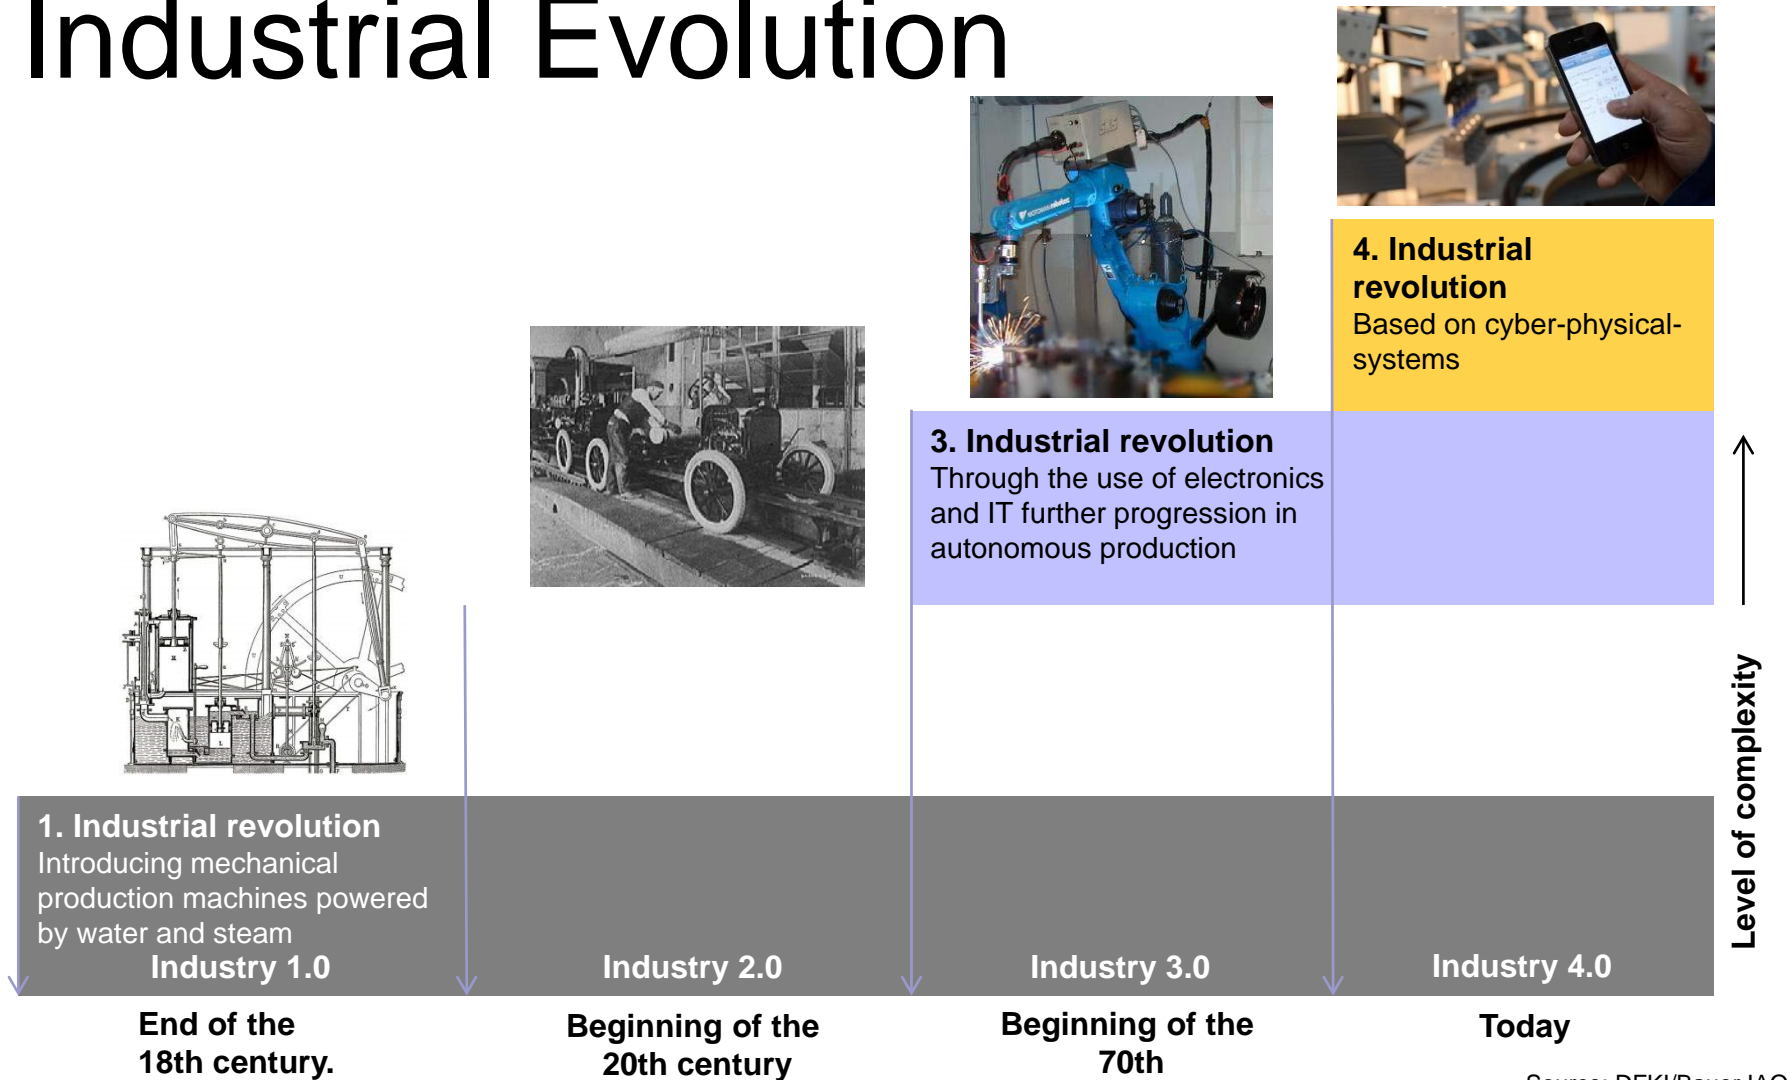 Industrial Evolution
4. Industrial
revolution
Based on cyber-physical-
systems
3. Industrial revolution
Through the use of electronics
and IT further progression in
autonomous production
1. Industrial revolution
Introducing mechanical
production machines powered
by water and steam
Industry 1.0
Industry 2.0
Industry 3.0
Industry 4.0
Level of complexity
End of the
18th century.
Beginning of the
20th century
Beginning of the
70th
Today